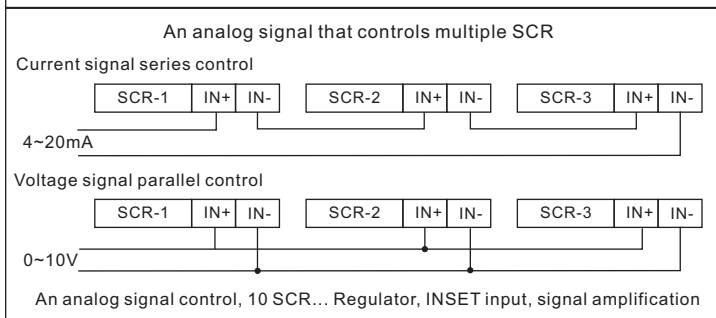 An analog signal that controls multiple SCR
Current signal series control
SCR-1 IN+ IN- SCR-2 IN+ IN- SCR-3 IN+ IN-
4~20mA
Voltage signal parallel control
SCR-1 IN+ IN- SCR-2 IN+ IN- SCR-3 IN+ IN-
0~10V
An analog signal control, 10 SCR... Regulator, INSET input, signal amplification